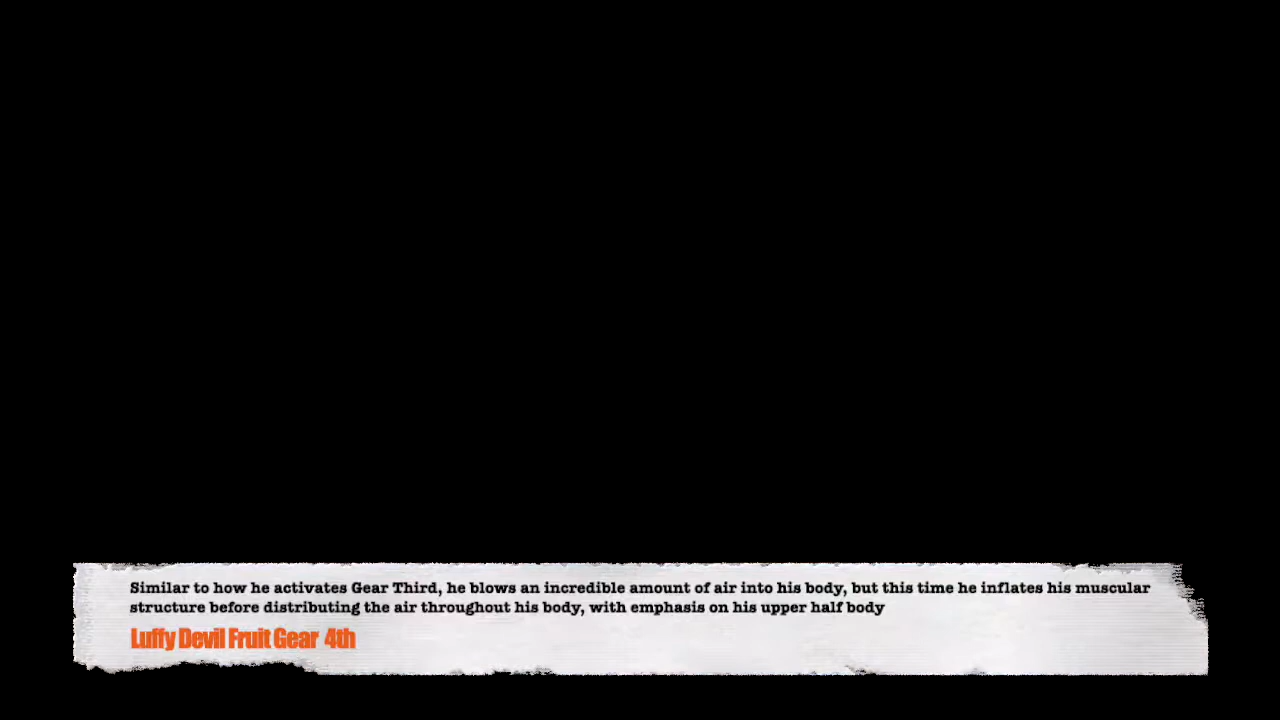 Similar to how he activates Gear Third, he blows an incredible amount of air into his body, but this time he inflates his muscular
structure before distributing the air throughout his body, with emphasis on his upper half body
Luffy Devil Fruit Gear 4th